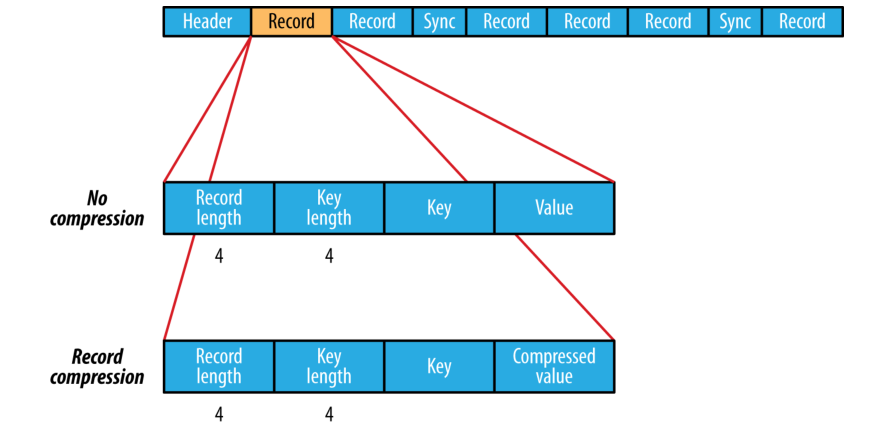 Header Record Record Sync Record Record Record Sync Record
No
compression
Record
length
Key
length
Key
Value
4 4
Record
compression
Record
length
Key
length
Key
Compressed
value
4 4